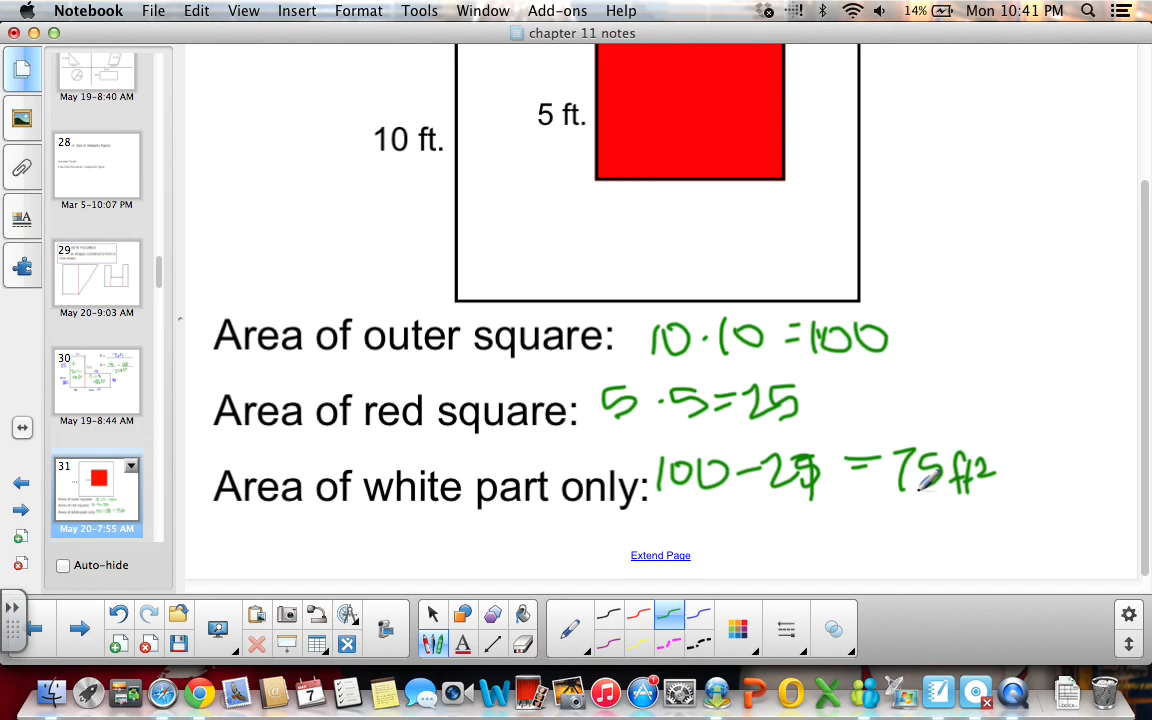 Notebook File Edit View Insert Format Tools Window Add-ons Help 14% Mon 10:41 PM
chapter 11 notes
May 19-8:40 AM
28
Mar 5-10:07 PM
29
May 20-9:03 AM
30
May 19-8:44 AM
31
May 20-7:55 AM
Auto-hide
5 ft.
10 ft.
Area of outer square: 10 · 10 = 100
Area of red square: 5 · 5 = 25
Area of white part only: 100 - 25 = 75 ft2
Extend Page